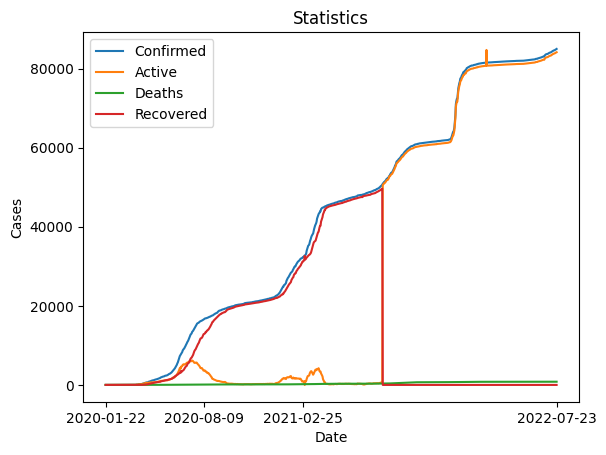 Statistics
Confirmed
Active
Deaths
Recovered
Cases
80000
60000
40000
20000
0
2020-01-22 2020-08-09 2021-02-25 2022-07-23
Date